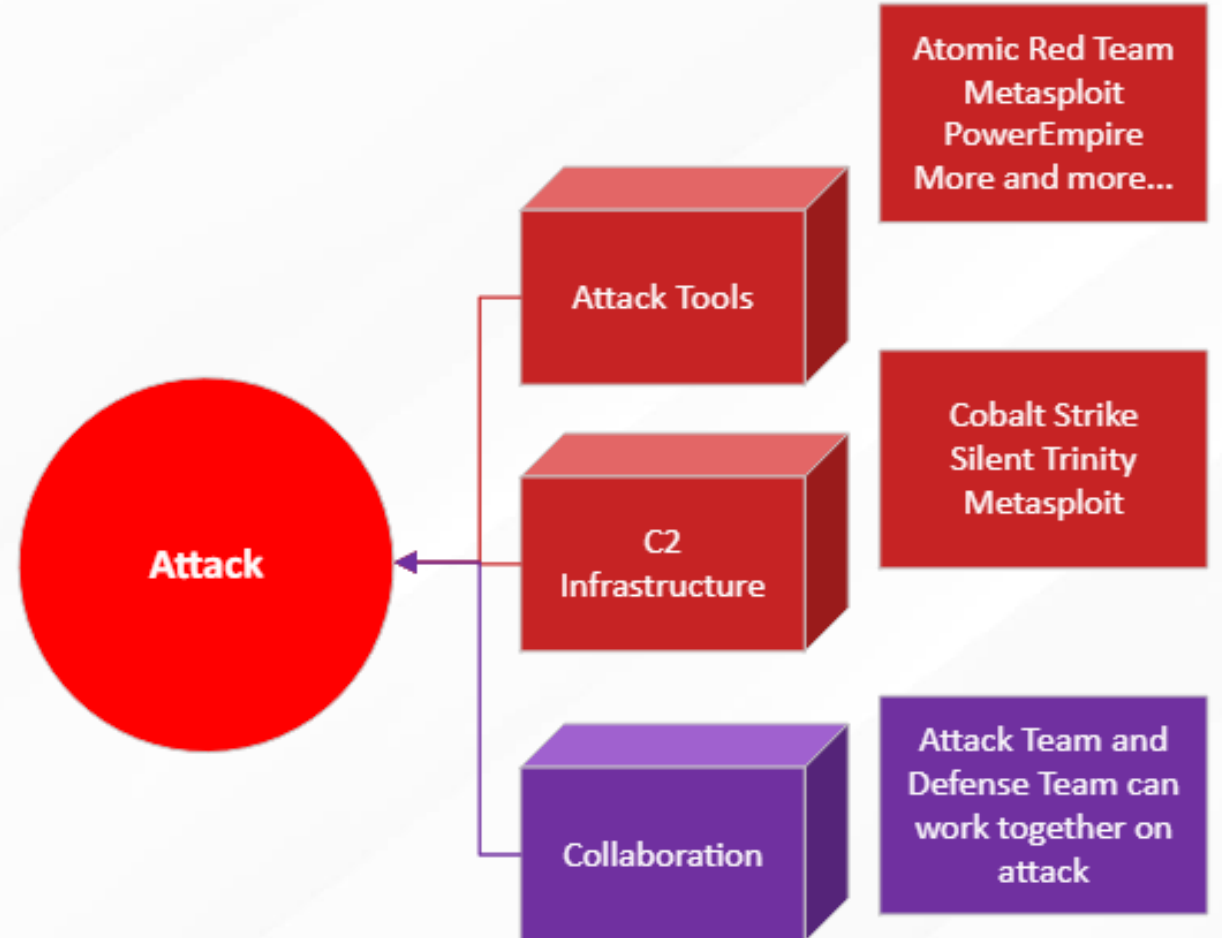 Atomic Red Team
Metasploit
PowerEmpire
More and more...
Attack Tools
Cobalt Strike
Silent Trinity
Metasploit
C2
Infrastructure
Attack
Attack Team and
Defense Team can
work together on
attack
Collaboration